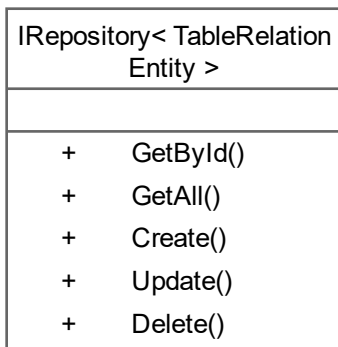 IRepository< TableRelation
Entity >
+ GetById()
+ GetAll()
+ Create()
+ Update()
+ Delete()